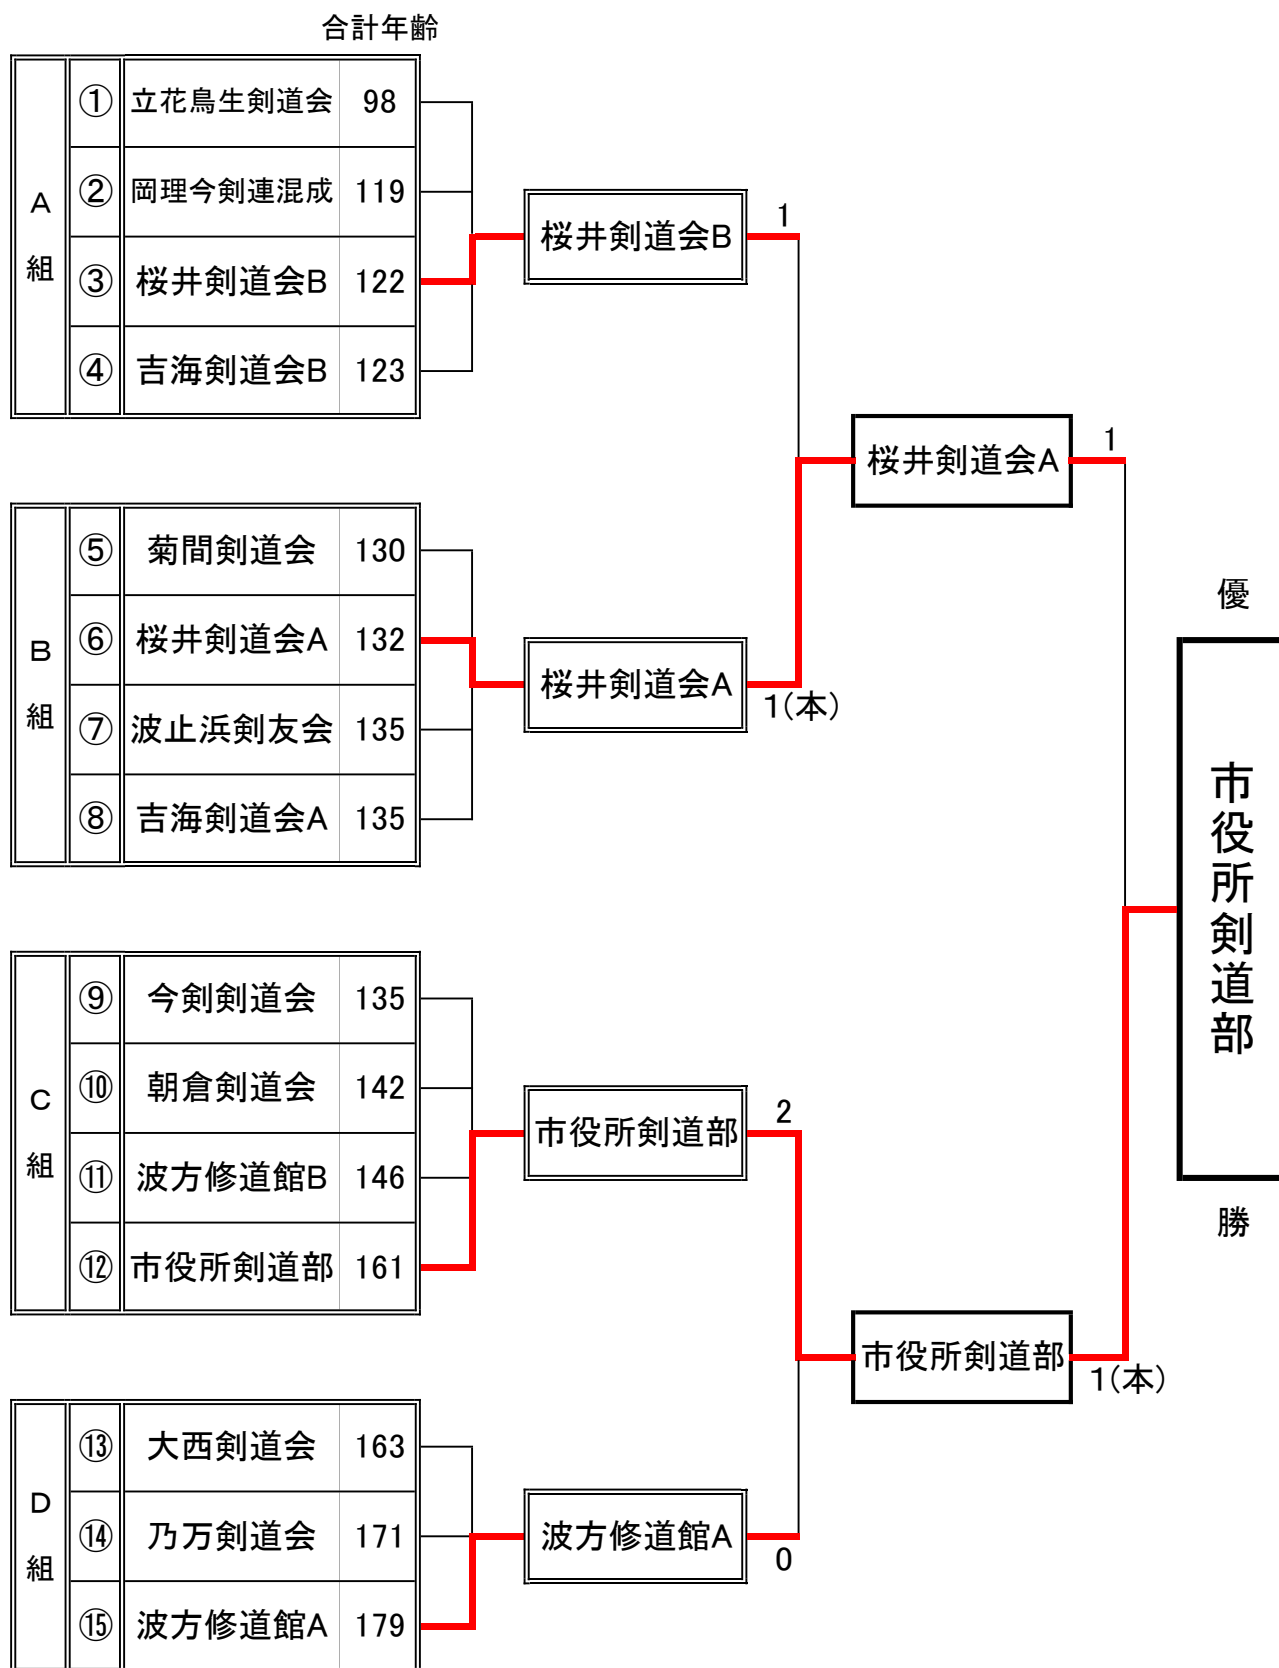 合計年齢
A組
① 立花鳥生剣道会 98
② 岡理今剣連混成 119
③ 桜井剣道会B 122
④ 吉海剣道会B 123
桜井剣道会B 1
B組
⑤ 菊間剣道会 130
⑥ 桜井剣道会A 132
⑦ 波止浜剣友会 135
⑧ 吉海剣道会A 135
桜井剣道会A 1(本)
桜井剣道会A 1
C組
⑨ 今剣剣道会 135
⑩ 朝倉剣道会 142
⑪ 波方修道館B 146
⑫ 市役所剣道部 161
市役所剣道部 2
D組
⑬ 大西剣道会 163
⑭ 乃万剣道会 171
⑮ 波方修道館A 179
波方修道館A 0
市役所剣道部 1(本)
優
市役所剣道部
勝